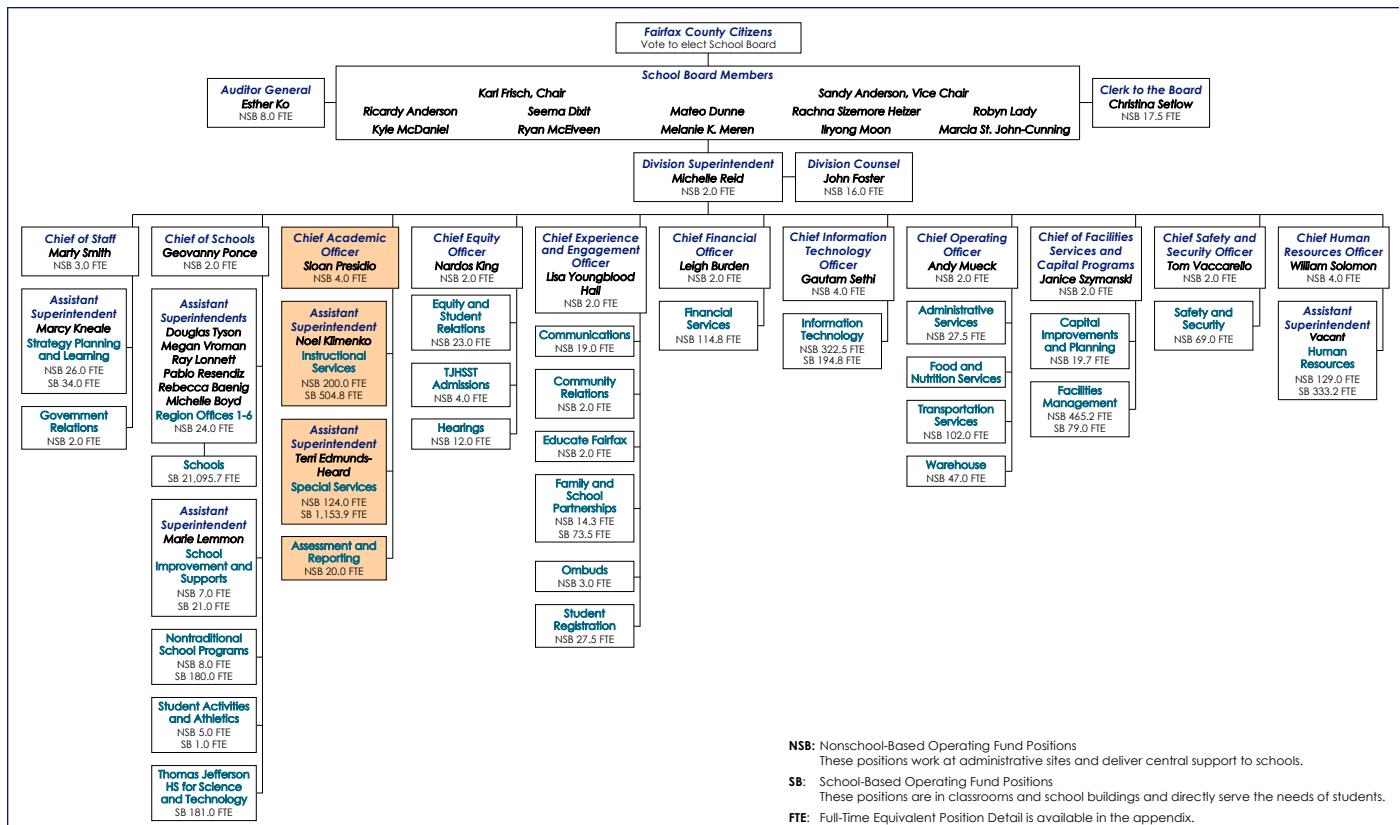 Fairfax County Citizens
Vote to elect School Board
School Board Members
Karl Frisch, Chair
Sandy Anderson, Vice Chair
Ricardy Anderson
Seema Dixit
Mateo Dunne
Rachna Sizemore Heizer
Robyn Lady
Kyle McDaniel
Ryan McElveen
Melanie K. Meren
Ilryong Moon
Marcia St. John-Cunning
Auditor General
Esther Ko
NSB 8.0 FTE
Clerk to the Board
Christina Setlow
NSB 17.5 FTE
Division Superintendent
Michelle Reid
NSB 2.0 FTE
Division Counsel
John Foster
NSB 16.0 FTE
Chief of Staff
Marty Smith
NSB 3.0 FTE
Assistant
Superintendent
Marcy Kneale
Strategy Planning
and Learning
NSB 26.0 FTE
SB 34.0 FTE
Government
Relations
NSB 2.0 FTE
Chief of Schools
Geovanny Ponce
NSB 2.0 FTE
Assistant
Superintendents
Douglas Tyson
Megan Vroman
Ray Lonnett
Pablo Resendiz
Rebecca Baenig
Michelle Boyd
Region Offices 1-6
NSB 24.0 FTE
Schools
SB 21,095.7 FTE
Assistant
Superintendent
Marie Lemmon
School
Improvement and
Supports
NSB 7.0 FTE
SB 21.0 FTE
Nontraditional
School Programs
NSB 8.0 FTE
SB 180.0 FTE
Student Activities
and Athletics
NSB 5.0 FTE
SB 1.0 FTE
Thomas Jefferson
HS for Science
and Technology
SB 181.0 FTE
Chief Academic
Officer
Sloan Presidio
NSB 4.0 FTE
Assistant
Superintendent
Noel Klimenko
Instructional
Services
NSB 200.0 FTE
SB 504.8 FTE
Assistant
Superintendent
Terri Edmunds-
Heard
Special Services
NSB 124.0 FTE
SB 1,153.9 FTE
Assessment and
Reporting
NSB 20.0 FTE
Chief Equity
Officer
Nardos King
NSB 2.0 FTE
Equity and
Student
Relations
NSB 23.0 FTE
TJHSST
Admissions
NSB 4.0 FTE
Hearings
NSB 12.0 FTE
Chief Experience
and Engagement
Officer
Lisa Youngblood
Hall
NSB 2.0 FTE
Communications
NSB 19.0 FTE
Community
Relations
NSB 2.0 FTE
Educate Fairfax
NSB 2.0 FTE
Family and
School
Partnerships
NSB 14.3 FTE
SB 73.5 FTE
Ombuds
NSB 3.0 FTE
Student
Registration
NSB 27.5 FTE
Chief Financial
Officer
Leigh Burden
NSB 2.0 FTE
Financial
Services
NSB 114.8 FTE
Chief Information
Technology
Officer
Gautam Sethi
NSB 4.0 FTE
Information
Technology
NSB 322.5 FTE
SB 194.8 FTE
Chief Operating
Officer
Andy Mueck
NSB 2.0 FTE
Administrative
Services
NSB 27.5 FTE
Food and
Nutrition Services
Transportation
Services
NSB 102.0 FTE
Warehouse
NSB 47.0 FTE
Chief of Facilities
Services and
Capital Programs
Janice Szymanski
NSB 2.0 FTE
Capital
Improvements
and Planning
NSB 19.7 FTE
Facilities
Management
NSB 465.2 FTE
SB 79.0 FTE
Chief Safety and
Security Officer
Tom Vaccarello
NSB 2.0 FTE
Safety and
Security
NSB 69.0 FTE
Chief Human
Resources Officer
William Solomon
NSB 4.0 FTE
Assistant
Superintendent
Vacant
Human
Resources
NSB 129.0 FTE
SB 333.2 FTE
NSB: Nonschool-Based Operating Fund Positions
These positions work at administrative sites and deliver central support to schools.
SB: School-Based Operating Fund Positions
These positions are in classrooms and school buildings and directly serve the needs of students.
FTE: Full-Time Equivalent Position Detail is available in the appendix.